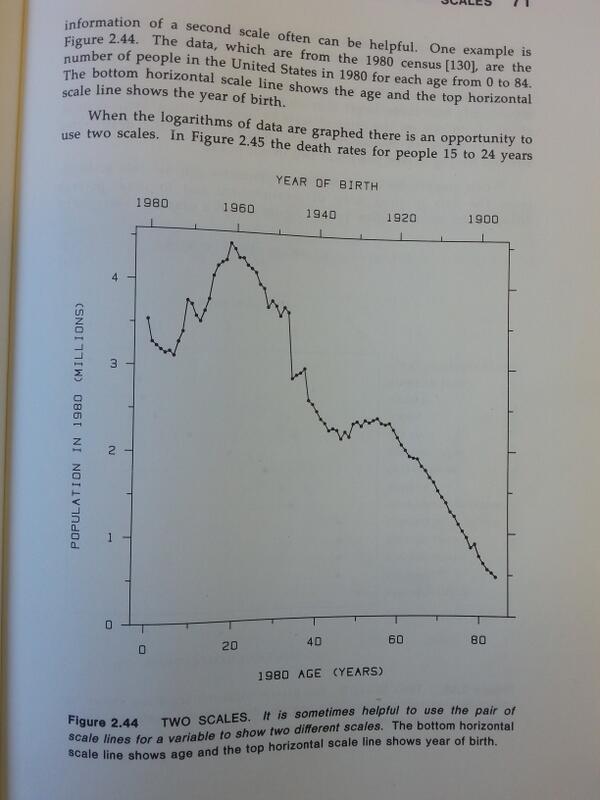 SCALES 71
information of a second scale often can be helpful. One example is
Figure 2.44. The data, which are from the 1980 census [130], are the
number of people in the United States in 1980 for each age from 0 to 84.
The bottom horizontal scale line shows the age and the top horizontal
scale line shows the year of birth.
When the logarithms of data are graphed there is an opportunity to
use two scales. In Figure 2.45 the death rates for people 15 to 24 years
YEAR OF BIRTH
1980 1960 1940 1920 1900
POPULATION IN 1980 (MILLIONS)
4
3
2
1
0
0 20 40 60 80
1980 AGE (YEARS)
Figure 2.44 TWO SCALES. It is sometimes helpful to use the pair of
scale lines for a variable to show two different scales. The bottom horizontal
scale line shows age and the top horizontal scale line shows year of birth.